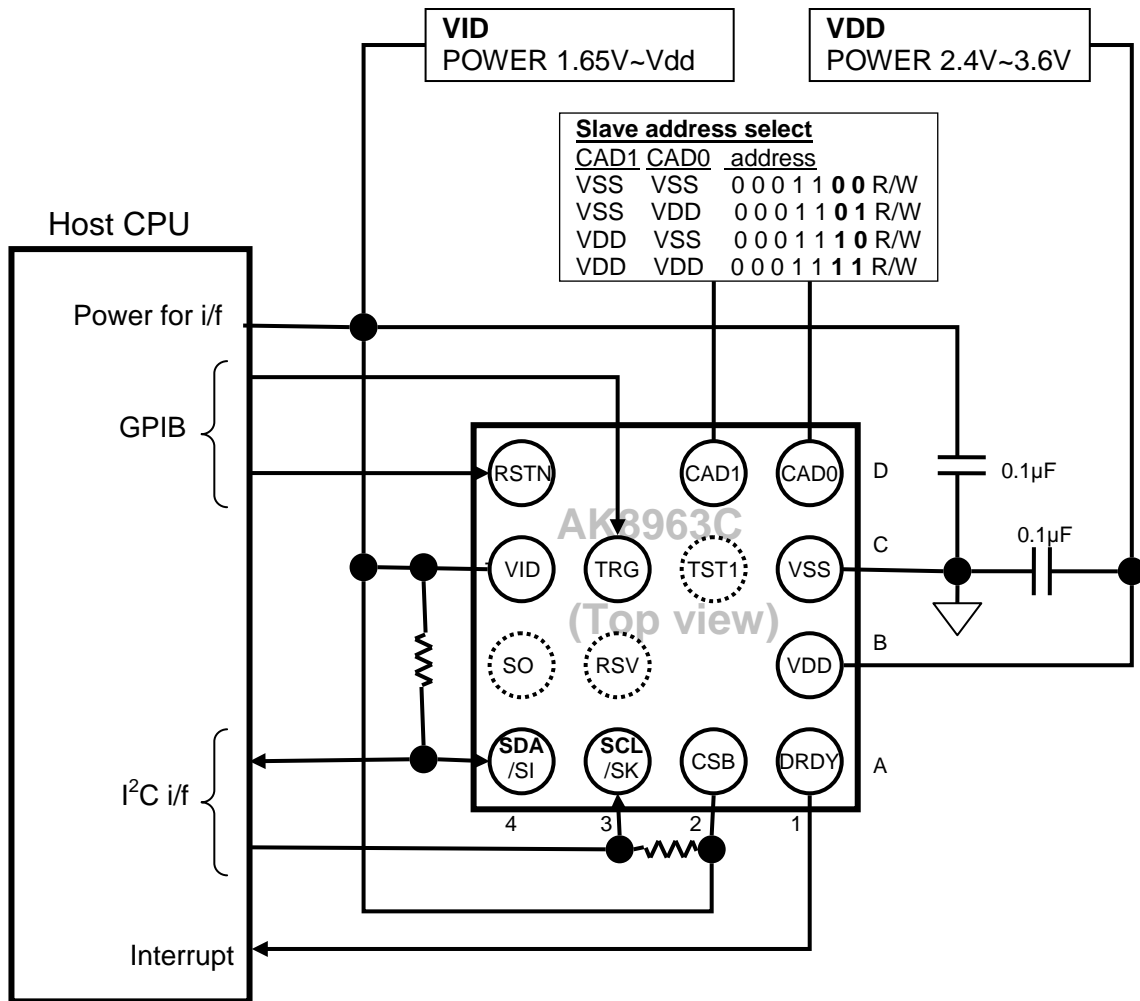 VID
POWER 1.65V~Vdd
VDD
POWER 2.4V~3.6V
Slave address select
CAD1 CAD0 address
VSS VSS 0 0 0 1 1 0 0 R/W
VSS VDD 0 0 0 1 1 0 1 R/W
VDD VSS 0 0 0 1 1 1 0 R/W
VDD VDD 0 0 0 1 1 1 1 R/W
Host CPU
Power for i/f
GPIB
I²C i/f
Interrupt
RSTN CAD1 CAD0 D
AK8963C
VID TRG TST1 VSS C
(Top view)
SO RSV VDD B
SDA/SI SCL/SK CSB DRDY A
4 3 2 1
0.1µF
0.1µF